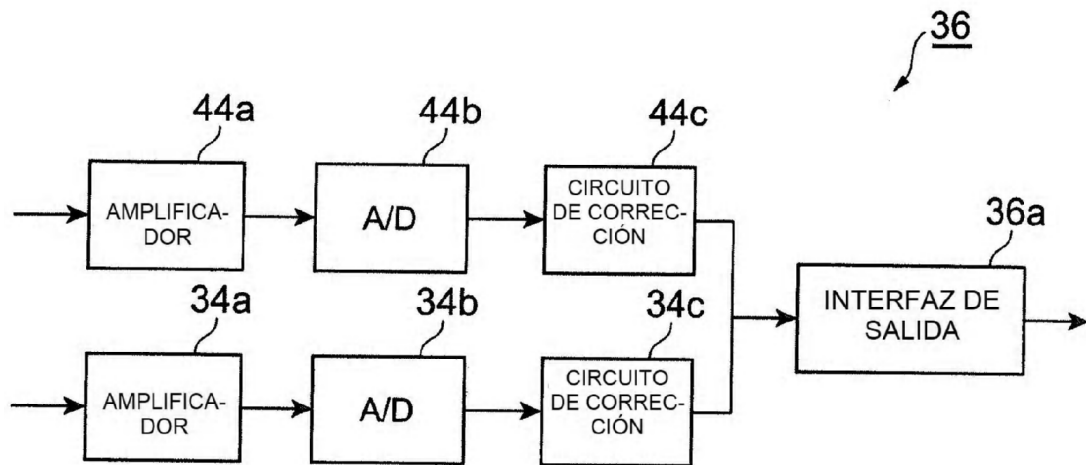 36
44a
44b
44c
AMPLIFICA-
DOR
A/D
CIRCUITO
DE CORREC-
CIÓN
36a
INTERFAZ DE
SALIDA
34a
34b
34c
AMPLIFICA-
DOR
A/D
CIRCUITO
DE CORREC-
CIÓN